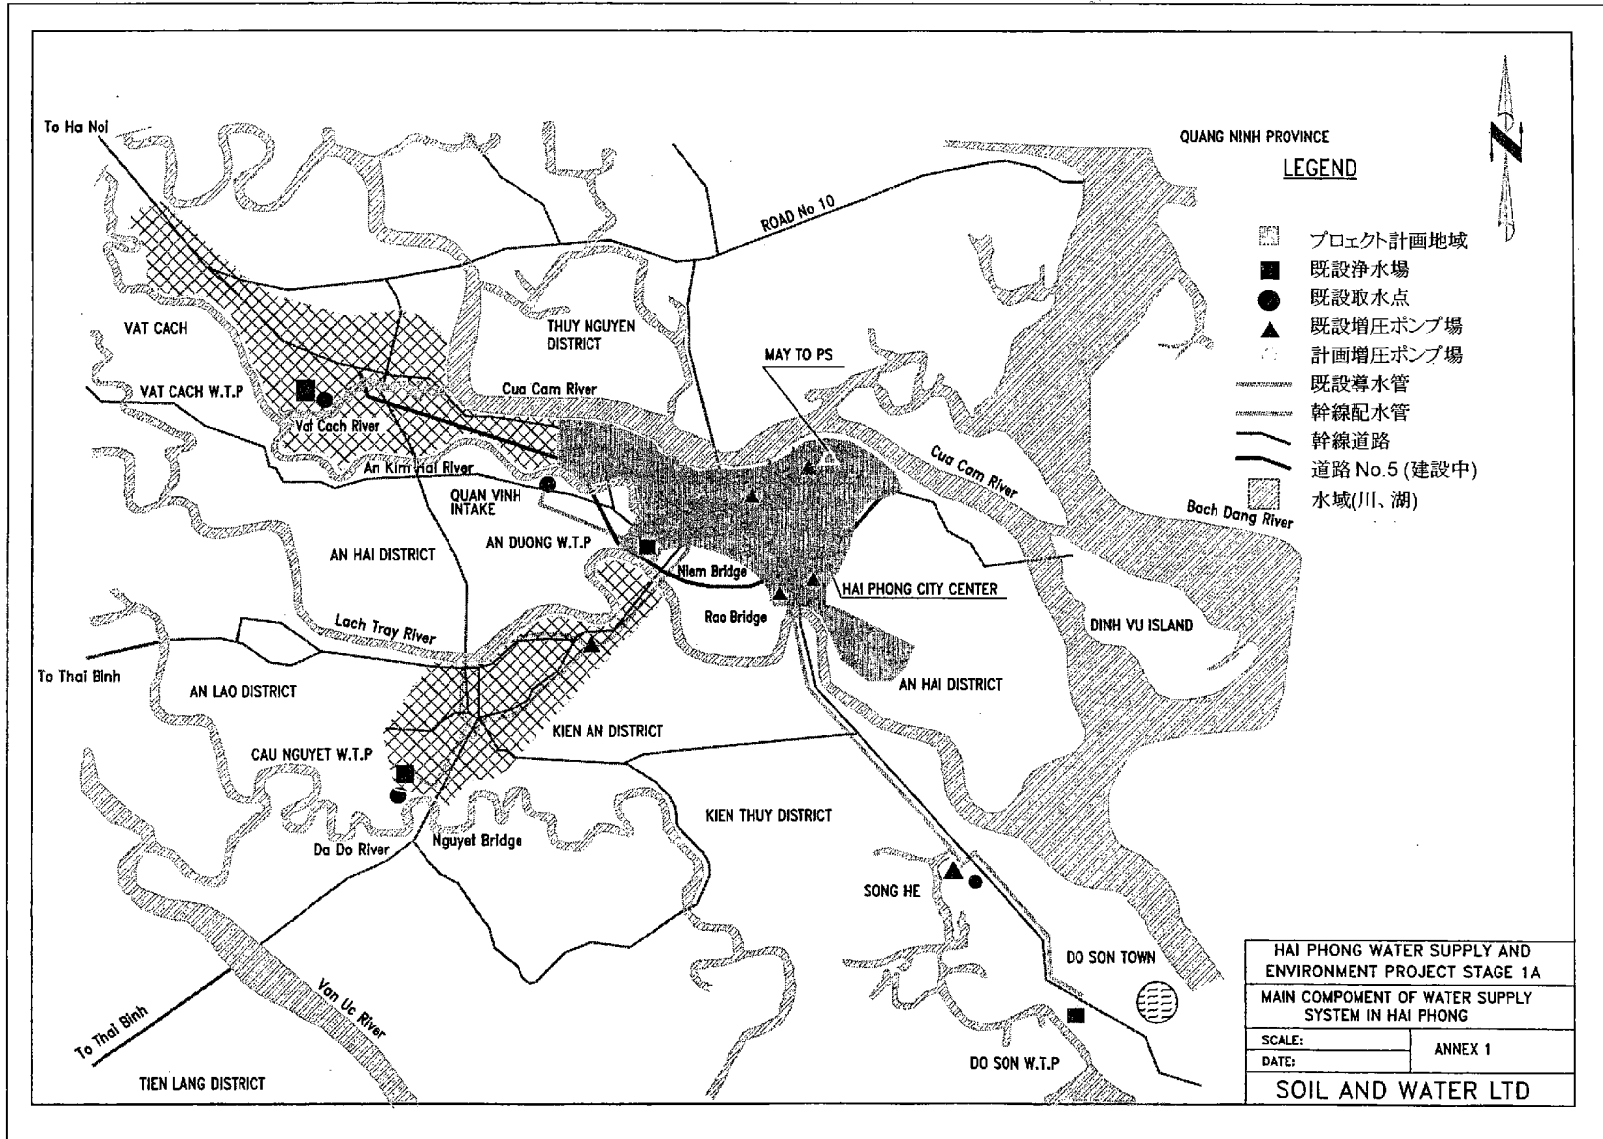 To Ha Noi
QUANG NINH PROVINCE
LEGEND
ROAD No 10
プロェクト計画地域
既設浄水場
既設取水点
既設増圧ポンプ場
計画増圧ポンプ場
既設導水管
幹線配水管
幹線道路
道路 No.5 (建設中)
水域(川、湖)
VAT CACH
THUY NGUYEN
DISTRICT
MAY TO PS
VAT CACH W.T.P
Cua Cam River
Vat Cach River
Cua Cam River
An Kim Hai River
QUAN VINH
INTAKE
Bach Dang River
AN HAI DISTRICT
AN DUONG W.T.P
Niem Bridge
HAI PHONG CITY CENTER
Lach Tray River
Rao Bridge
DINH VU ISLAND
To Thai Binh
AN LAO DISTRICT
AN HAI DISTRICT
KIEN AN DISTRICT
CAU NGUYET W.T.P
KIEN THUY DISTRICT
Da Do River
Nguyet Bridge
SONG HE
DO SON TOWN
Van Uc River
To Thai Binh
DO SON W.T.P
TIEN LANG DISTRICT
HAI PHONG WATER SUPPLY AND
ENVIRONMENT PROJECT STAGE 1A
MAIN COMPOMENT OF WATER SUPPLY
SYSTEM IN HAI PHONG
SCALE:
DATE:
ANNEX 1
SOIL AND WATER LTD